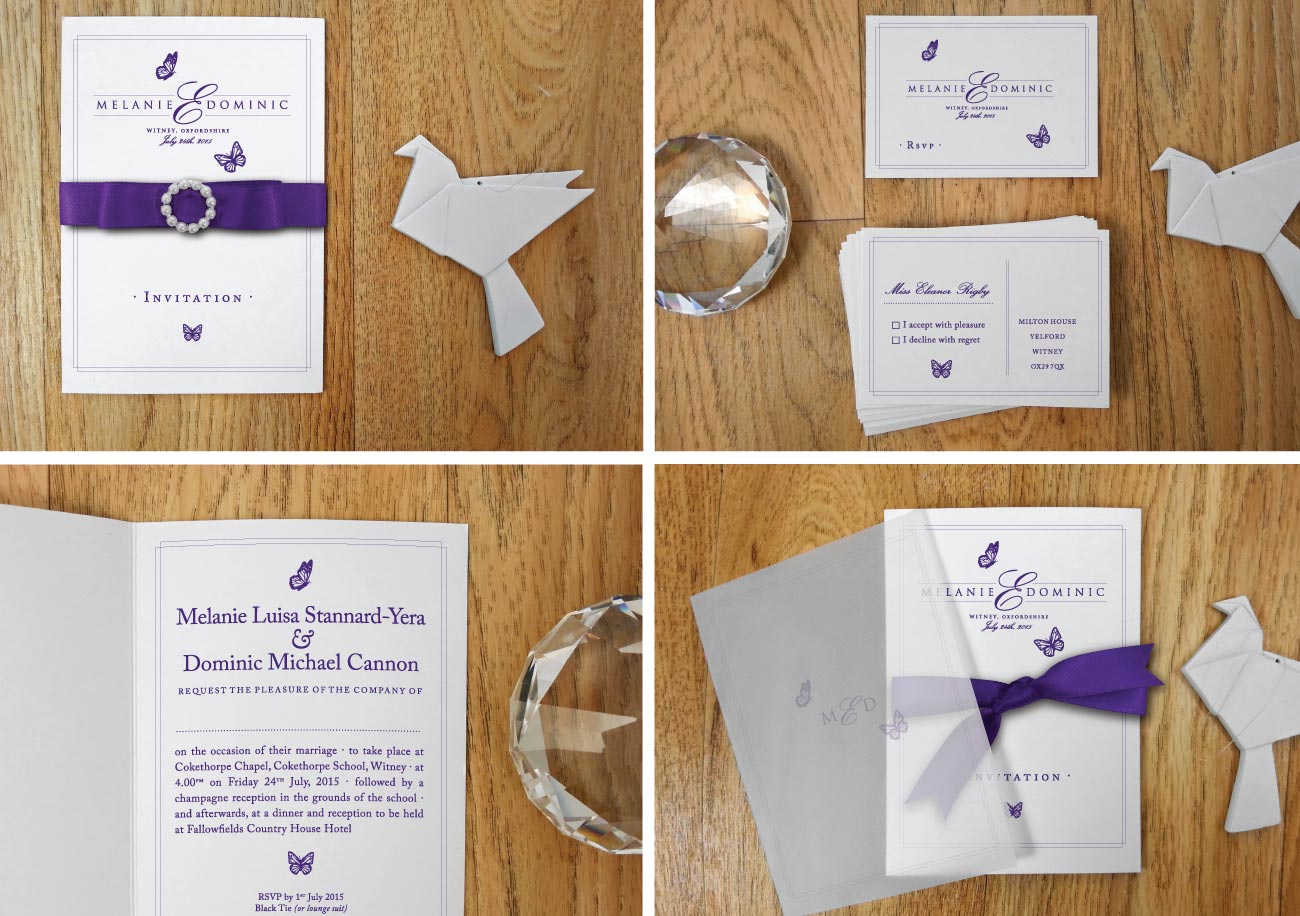 MELANIE & DOMINIC
WITNEY, OXFORDSHIRE
July 24th, 2015
· INVITATION ·
MELANIE & DOMINIC
WITNEY, OXFORDSHIRE
July 24th, 2015
· RSVP ·
Miss Eleanor Rigby
I accept with pleasure
I decline with regret
MILTON HOUSE
YELFORD
WITNEY
OX29 7QX
Melanie Luisa Stannard-Yera
&
Dominic Michael Cannon
REQUEST THE PLEASURE OF THE COMPANY OF
on the occasion of their marriage · to take place at
Cokethorpe Chapel, Cokethorpe School, Witney · at
4.00PM on Friday 24TH July, 2015 · followed by a
champagne reception in the grounds of the school ·
and afterwards, at a dinner and reception to be held
at Fallowfields Country House Hotel
RSVP by 1st July 2015
Black Tie (or lounge suit)
MELANIE & DOMINIC
WITNEY, OXFORDSHIRE
July 24th, 2015
M & D
INVITATION ·